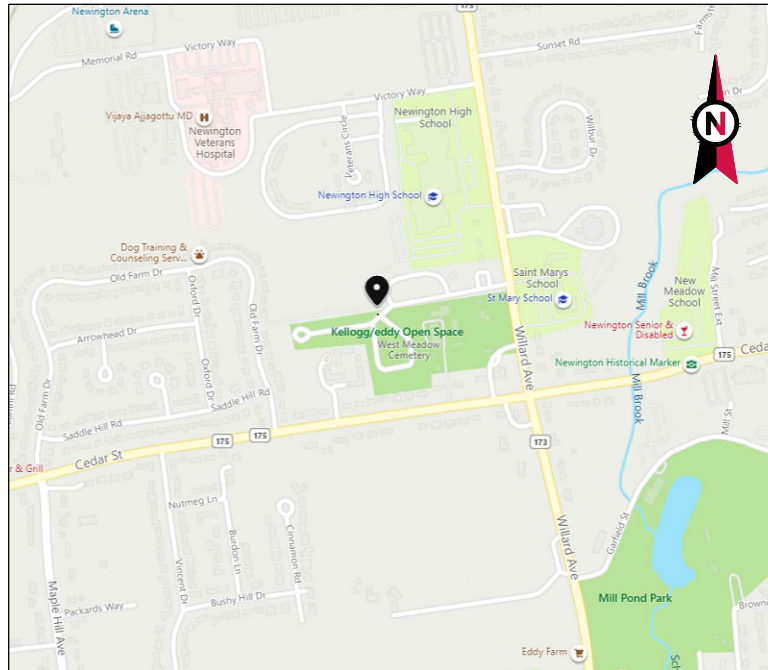 173
Newington Arena
Victory Way
Memorial Rd
Sunset Rd
Victory Way
Vijaya Ajjagottu MD
H
Newington
Veterans
Hospital
Veterans Circle
Newington High
School
Wilbur Dr
N
Newington High School
Dog Training &
Counseling Serv...
Old Farm Dr
Oxford Dr
Old Farm Dr
Arrowhead Dr
Old Farm Dr
Oxford Dr
Saddle Hill Rd
Saddle Hill Rd
Saint Marys
School
St Mary School
Mill Brook
New
Meadow
School
Mill Street Ext
Kellogg/eddy Open Space
West Meadow
Cemetery
Willard Ave
Newington Senior &
Disabled
Newington Historical Marker
175
Mill Brook
Mill St
175
175
173
Cedar St
r & Grill
Nutmeg Ln
Burdon Ln
Cinnamon Rd
Vincent Dr
Bushy Hill Dr
Packards Way
Maple Hill Ave
Willard Ave
Garfield St
Mill Pond Park
Eddy Farm